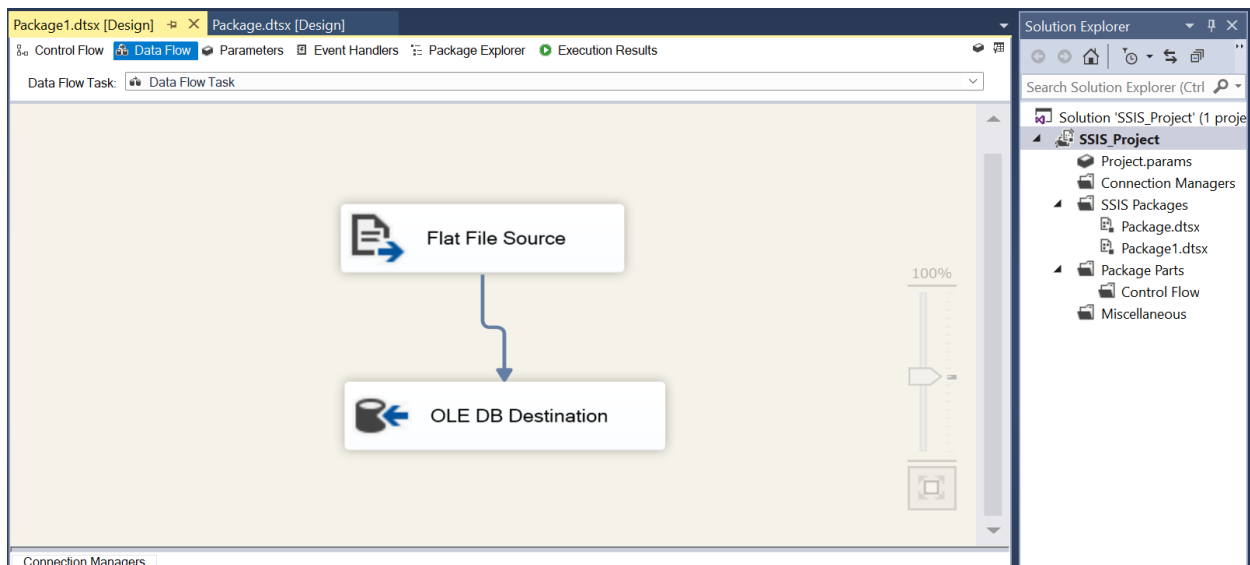 Package1.dtsx [Design] Package.dtsx [Design]
Control Flow Data Flow Parameters Event Handlers Package Explorer Execution Results
Data Flow Task: Data Flow Task
Flat File Source
100%
OLE DB Destination
Connection Managers
Solution Explorer
Search Solution Explorer (Ctrl
Solution 'SSIS_Project' (1 proje
SSIS_Project
Project.params
Connection Managers
SSIS Packages
Package.dtsx
Package1.dtsx
Package Parts
Control Flow
Miscellaneous